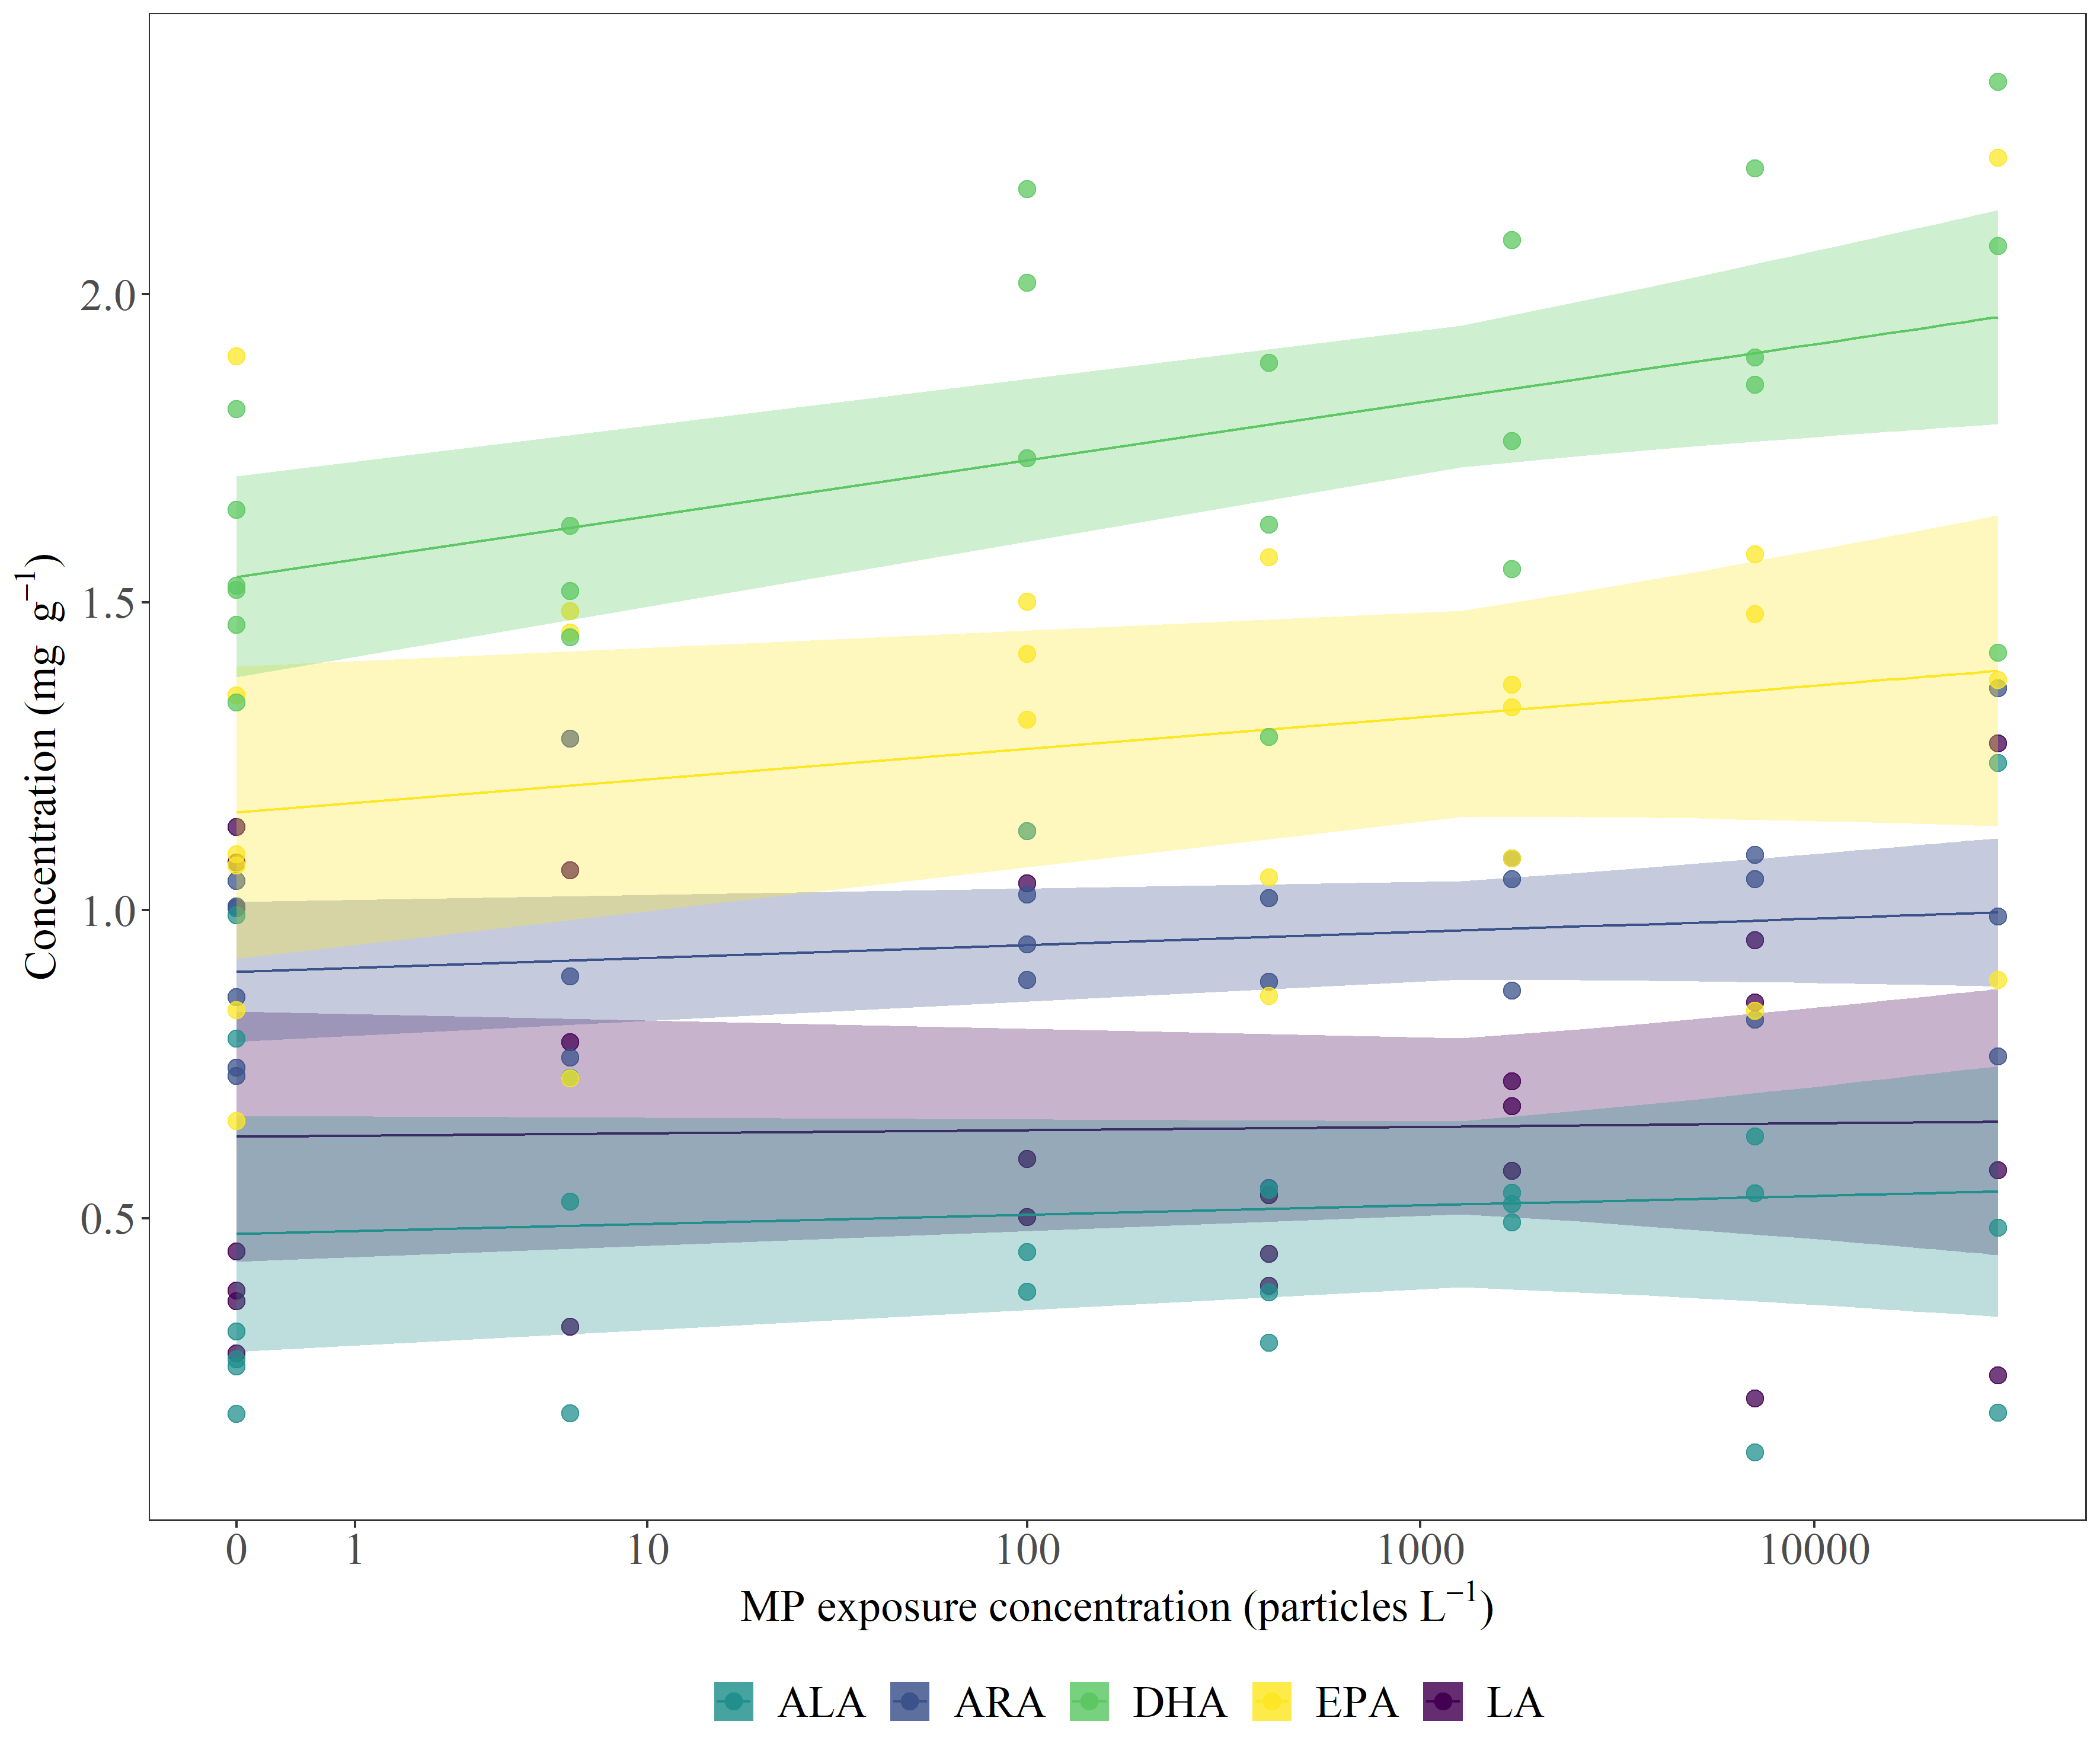 Concentration (mg g⁻¹)
2.0
1.5
1.0
0.5
0 1 10 100 1000 10000
MP exposure concentration (particles L⁻¹)
ALA ARA DHA EPA LA